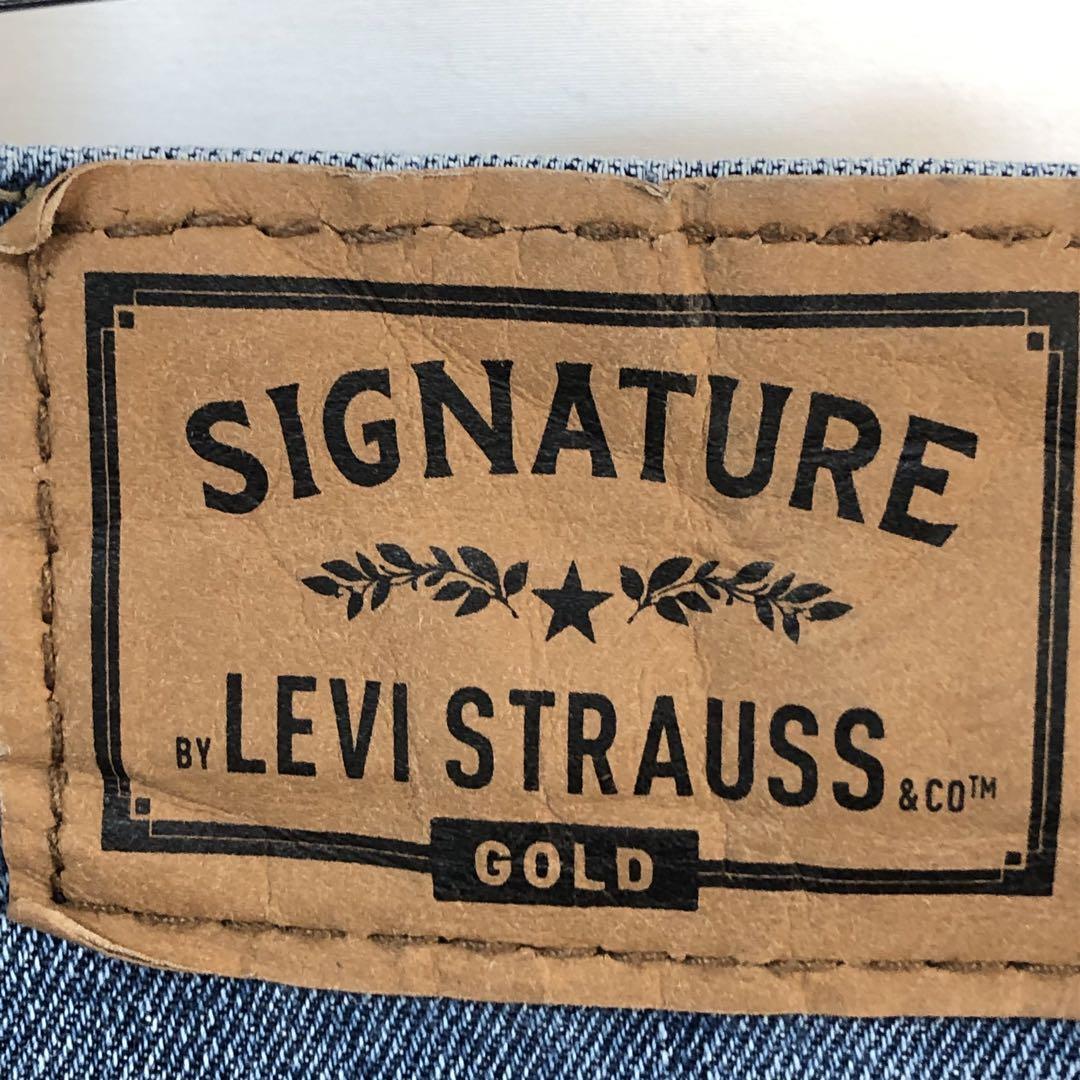 SIGNATURE
BY LEVI STRAUSS & CO™
GOLD